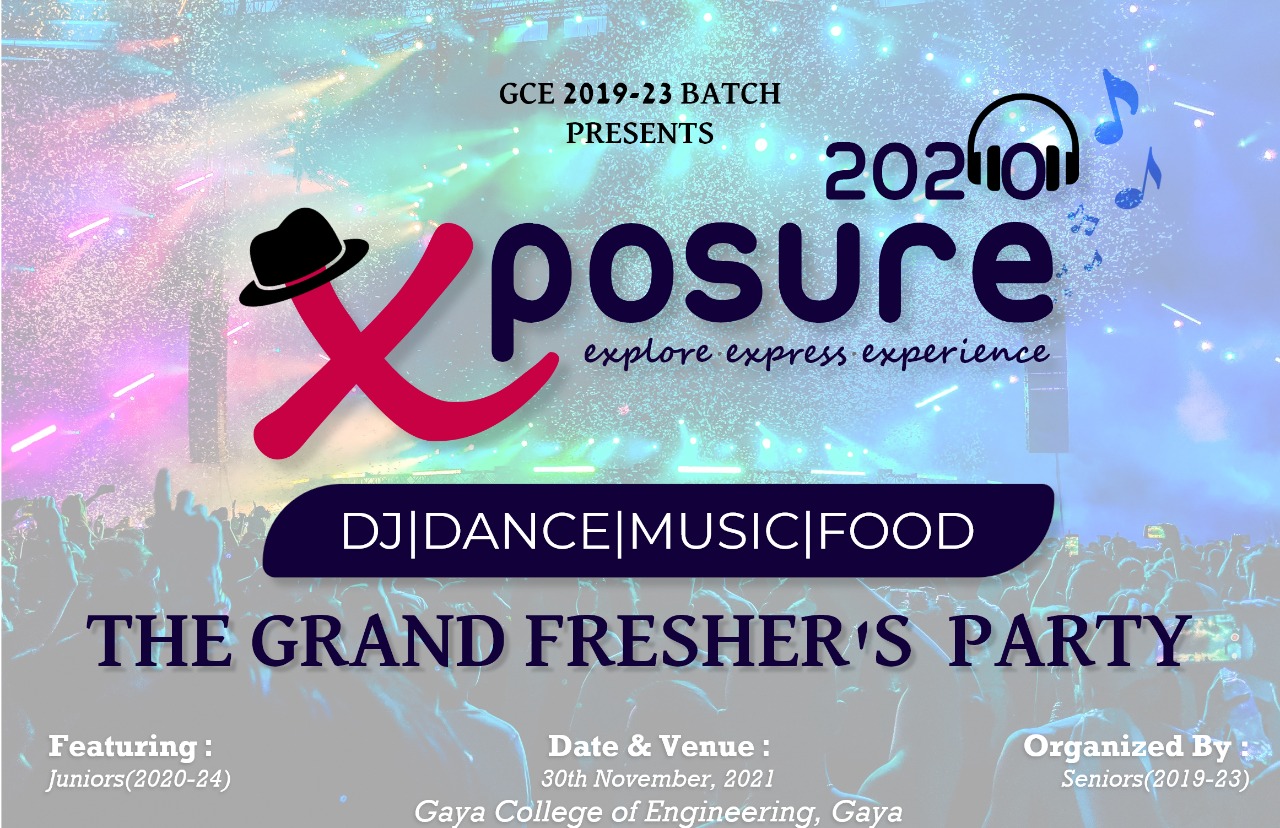 GCE 2019-23 BATCH
PRESENTS
2020
xposure
explore express experience
DJ|DANCE|MUSIC|FOOD
THE GRAND FRESHER'S PARTY
Featuring :
Juniors(2020-24)
Date & Venue :
30th November, 2021
Gaya College of Engineering, Gaya
Organized By :
Seniors(2019-23)